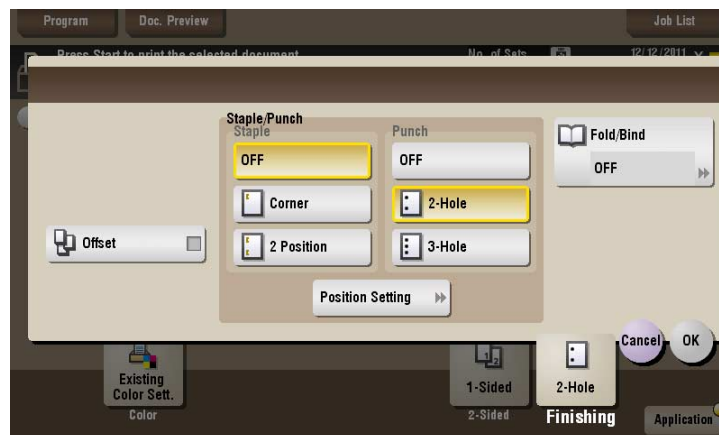 Program
Doc. Preview
Job List
Press Start to print the selected document.
No. of Sets
12/12/2011
Staple/Punch
Staple
Punch
Fold/Bind
OFF
OFF
OFF
Corner
2-Hole
Offset
2 Position
3-Hole
Position Setting
Cancel
OK
Existing
Color Sett.
1-Sided
2-Hole
Color
2-Sided
Finishing
Application